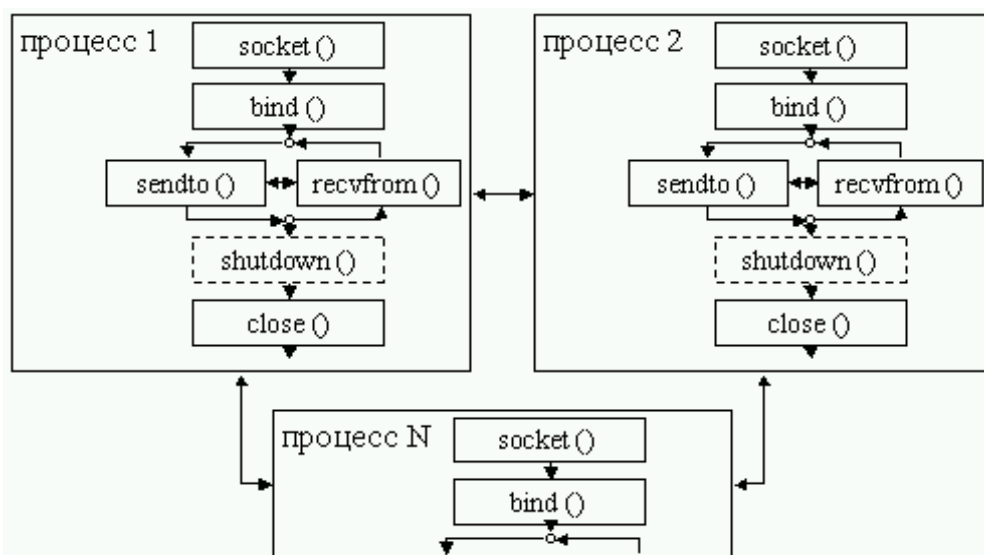 процесс 1
socket ()
bind ()
sendto ()
recvfrom ()
shutdown ()
close ()
процесс 2
socket ()
bind ()
sendto ()
recvfrom ()
shutdown ()
close ()
процесс N
socket ()
bind ()